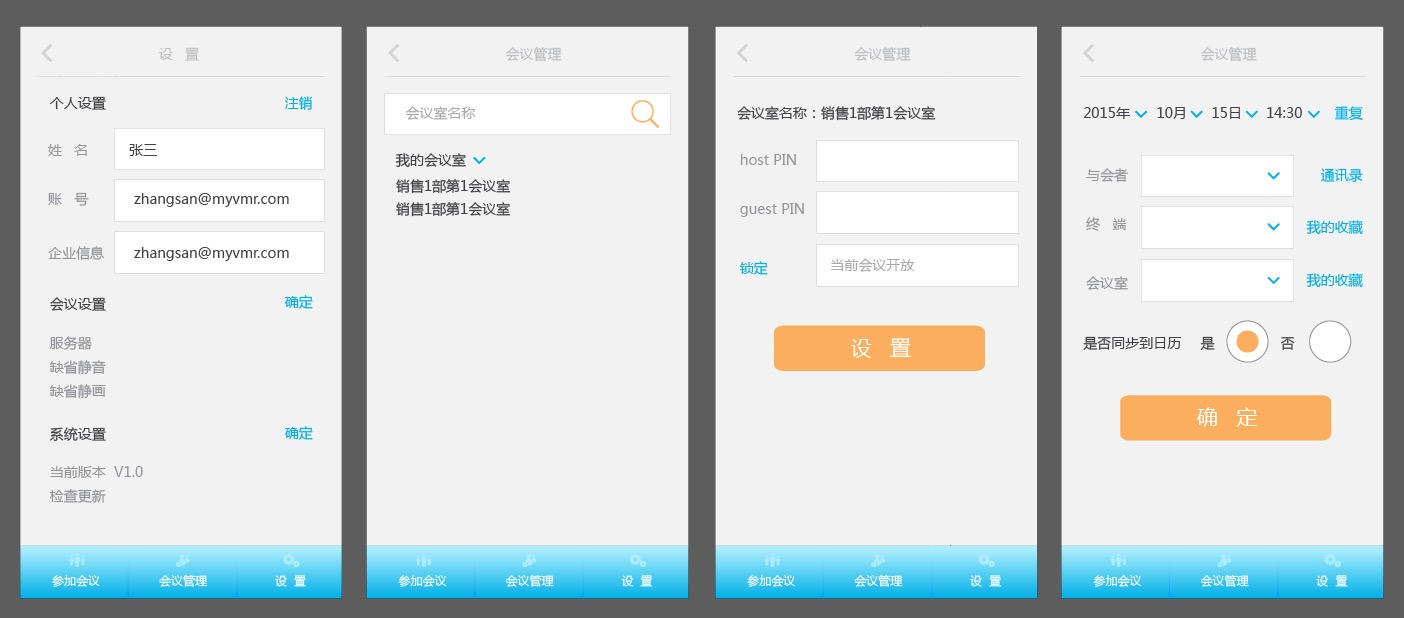 设 置
个人设置 注销
姓 名 张三
账 号 zhangsan@myvmr.com
企业信息 zhangsan@myvmr.com
会议设置 确定
服务器
缺省静音
缺省静画
系统设置 确定
当前版本 V1.0
检查更新
参加会议 会议管理 设 置
会议管理
会议室名称
我的会议室
销售1部第1会议室
销售1部第1会议室
参加会议 会议管理 设 置
会议管理
会议室名称：销售1部第1会议室
host PIN
guest PIN
锁定 当前会议开放
设 置
参加会议 会议管理 设 置
会议管理
2015年 10月 15日 14:30 重复
与会者 通讯录
终 端 我的收藏
会议室 我的收藏
是否同步到日历 是 否
确 定
参加会议 会议管理 设 置